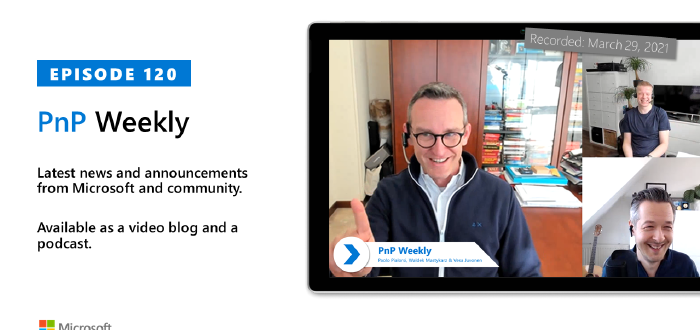 EPISODE 120
PnP Weekly
Latest news and announcements
from Microsoft and community.
Available as a video blog and a
podcast.
Microsoft
Recorded: March 29, 2021
PnP Weekly
Paolo Pialorsi, Waldek Mastykarz & Vesa Juvonen